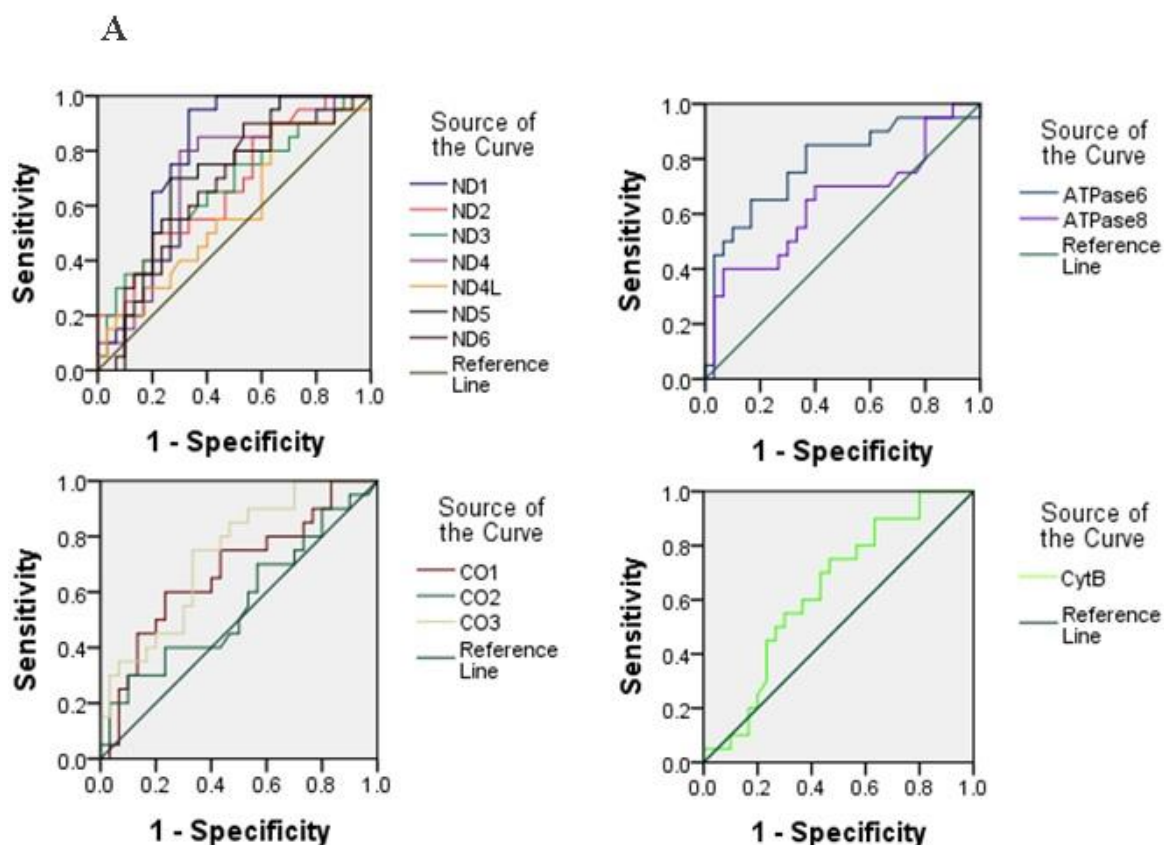 A
1.0
0.8
0.6
0.4
0.2
0.0
0.0 0.2 0.4 0.6 0.8 1.0
Sensitivity
1 - Specificity
Source of
the Curve
ND1
ND2
ND3
ND4
ND4L
ND5
ND6
Reference
Line
1.0
0.8
0.6
0.4
0.2
0.0
0.0 0.2 0.4 0.6 0.8 1.0
Sensitivity
1 - Specificity
Source of
the Curve
ATPase6
ATPase8
Reference
Line
1.0
0.8
0.6
0.4
0.2
0.0
0.0 0.2 0.4 0.6 0.8 1.0
Sensitivity
1 - Specificity
Source of
the Curve
CO1
CO2
CO3
Reference
Line
1.0
0.8
0.6
0.4
0.2
0.0
0.0 0.2 0.4 0.6 0.8 1.0
Sensitivity
1 - Specificity
Source of
the Curve
CytB
Reference
Line